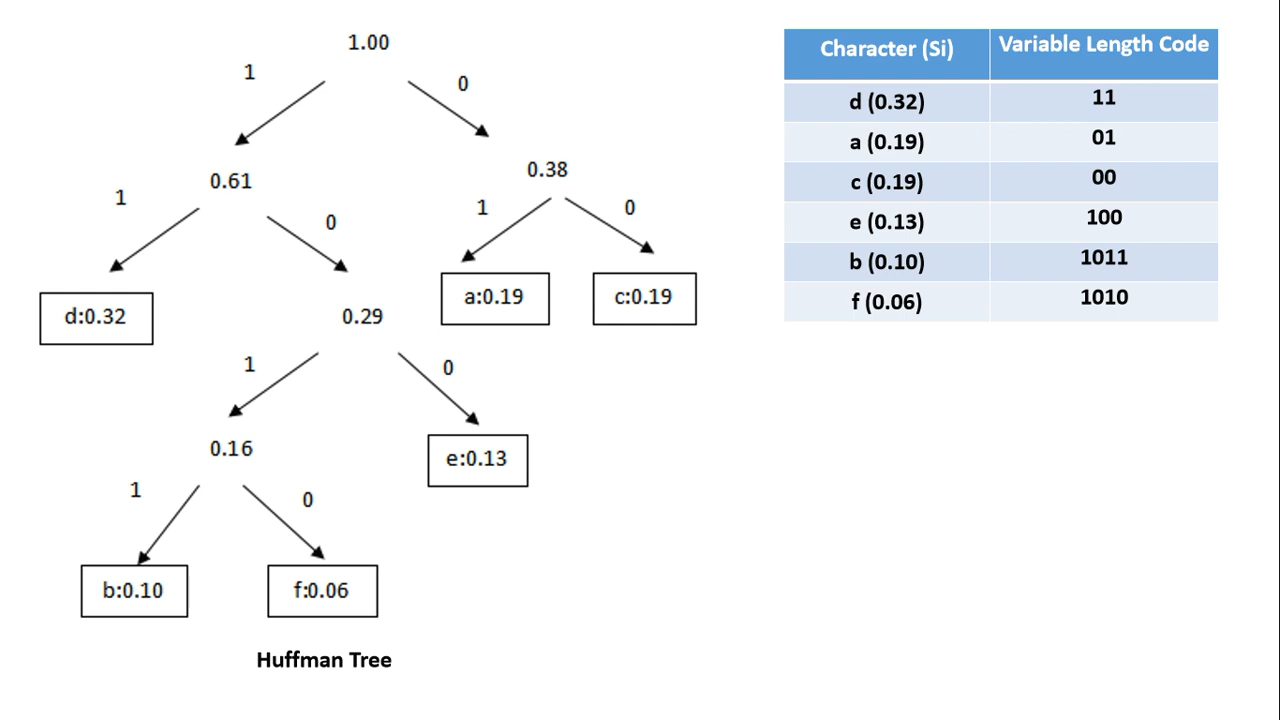 1.00
1
0
0.61
0.38
1
0
1
0
d:0.32
0.29
a:0.19
c:0.19
1
0
0.16
e:0.13
1
0
b:0.10
f:0.06
Huffman Tree
Character (Si) Variable Length Code
d (0.32) 11
a (0.19) 01
c (0.19) 00
e (0.13) 100
b (0.10) 1011
f (0.06) 1010